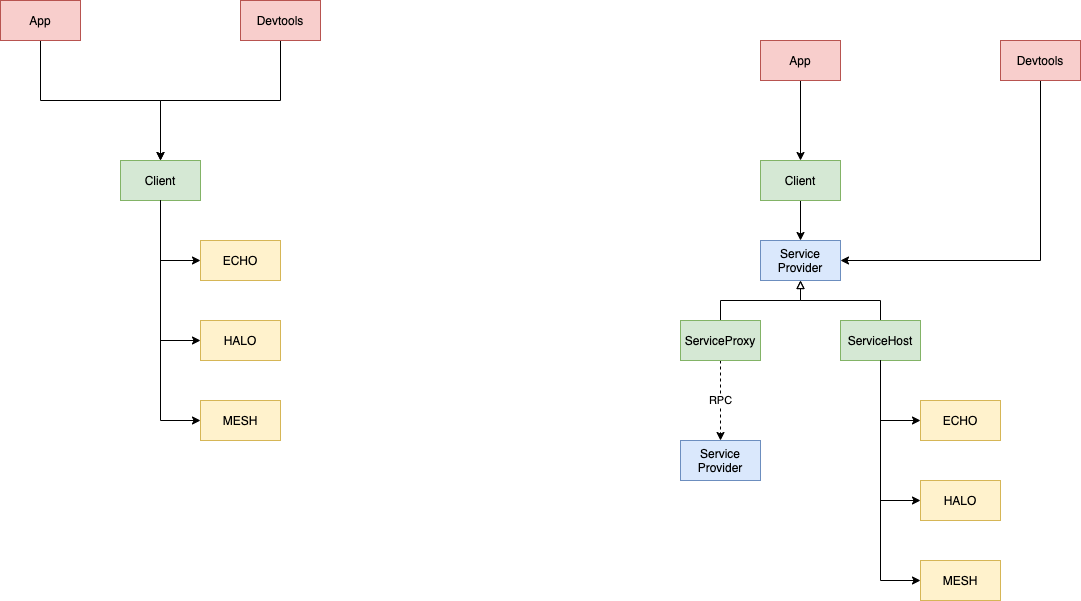 App
Devtools
Client
ECHO
HALO
MESH
App
Devtools
Client
Service
Provider
ServiceProxy
ServiceHost
RPC
Service
Provider
ECHO
HALO
MESH